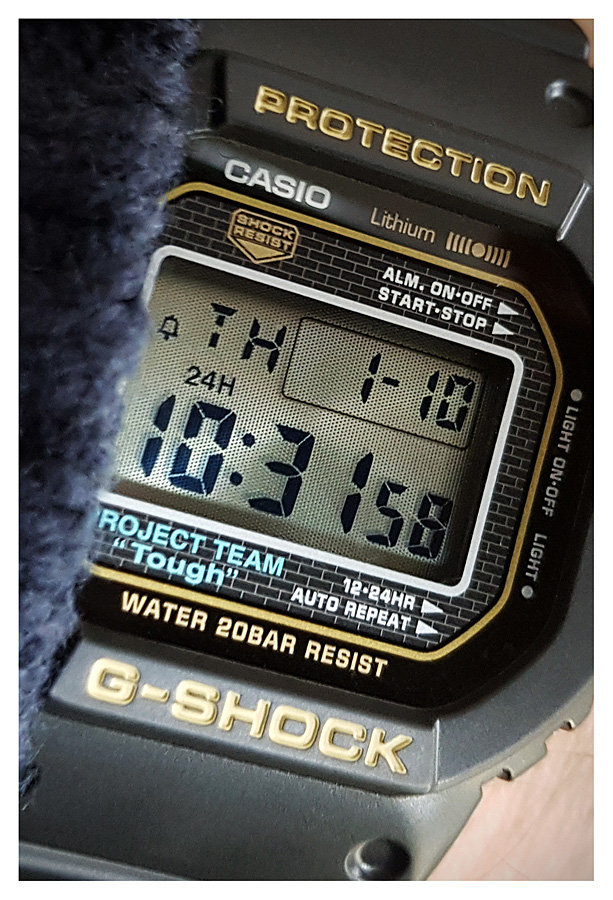 PROTECTION
CASIO
Lithium
SHOCK
RESIST
ALM. ON·OFF
START·STOP
TH 1-10
24H
10:31 58
LIGHT ON·OFF LIGHT
PROJECT TEAM
"Tough"
12·24HR
AUTO REPEAT
WATER 20BAR RESIST
G-SHOCK